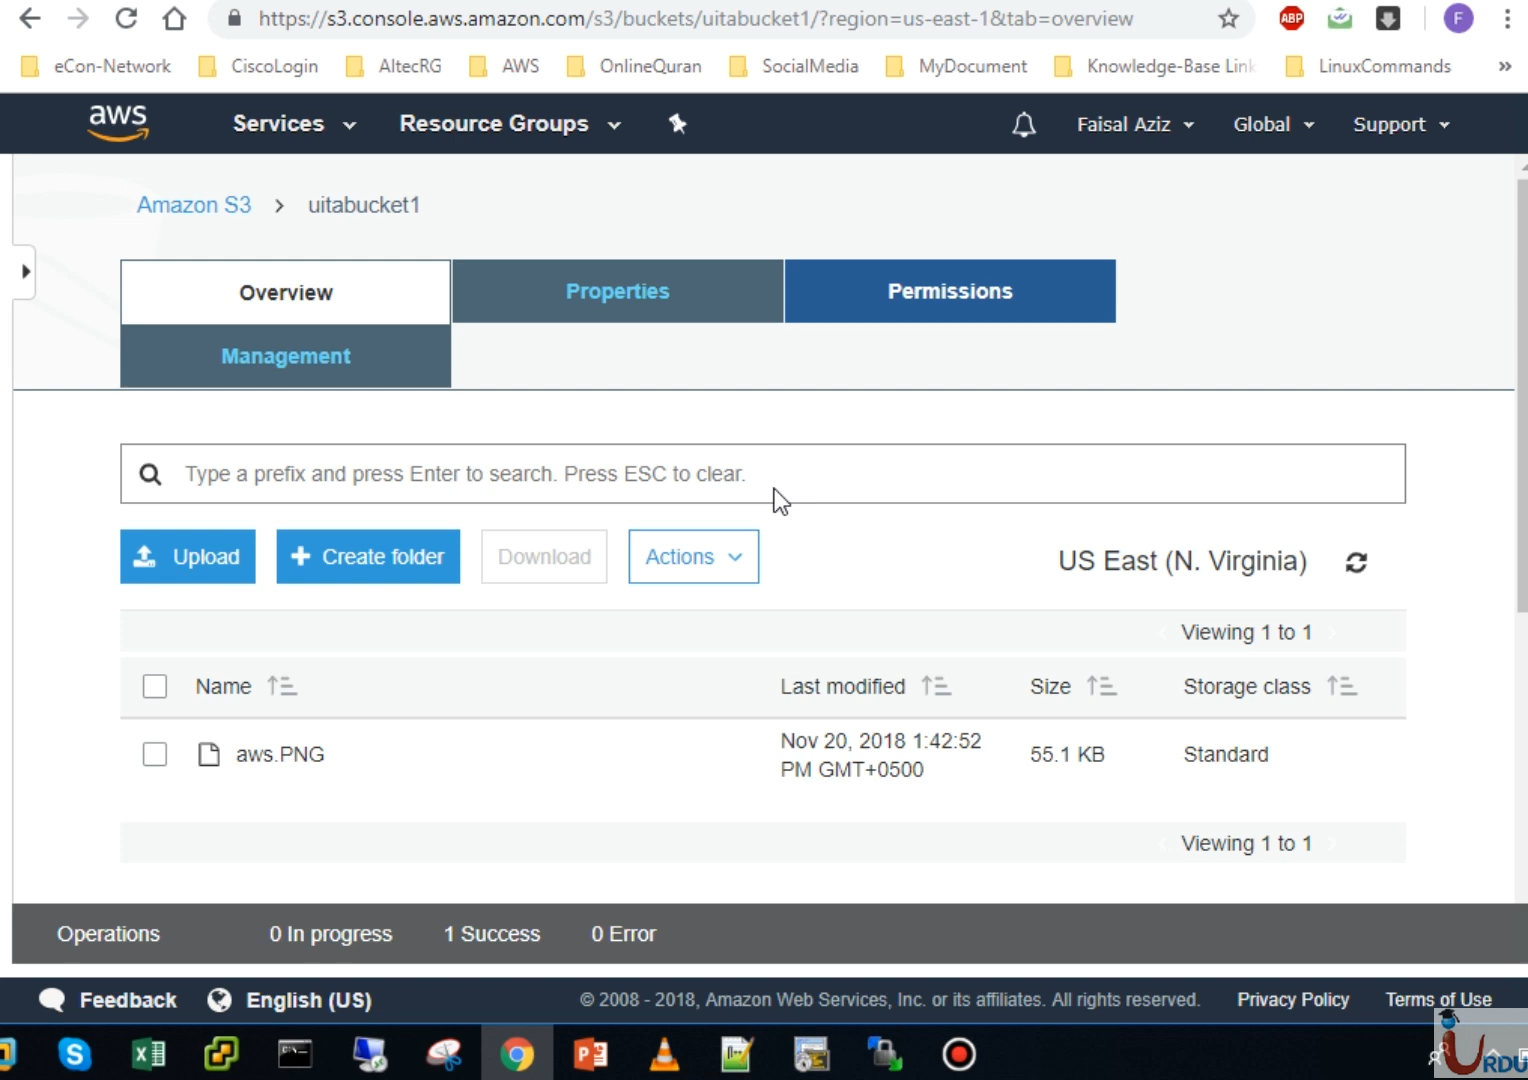 https://s3.console.aws.amazon.com/s3/buckets/uitabucket1/?region=us-east-1&tab=overview
ABP
F
eCon-Network
CiscoLogin
AltecRG
AWS
OnlineQuran
SocialMedia
MyDocument
Knowledge-Base Link
LinuxCommands
»
aws
Services
Resource Groups
Faisal Aziz
Global
Support
Amazon S3 > uitabucket1
Overview
Properties
Permissions
Management
Type a prefix and press Enter to search. Press ESC to clear.
Upload
+ Create folder
Download
Actions
US East (N. Virginia)
Viewing 1 to 1
Name
Last modified
Size
Storage class
aws.PNG
Nov 20, 2018 1:42:52
PM GMT+0500
55.1 KB
Standard
Viewing 1 to 1
Operations
0 In progress
1 Success
0 Error
Feedback
English (US)
© 2008 - 2018, Amazon Web Services, Inc. or its affiliates. All rights reserved.
Privacy Policy
Terms of Use
URDU